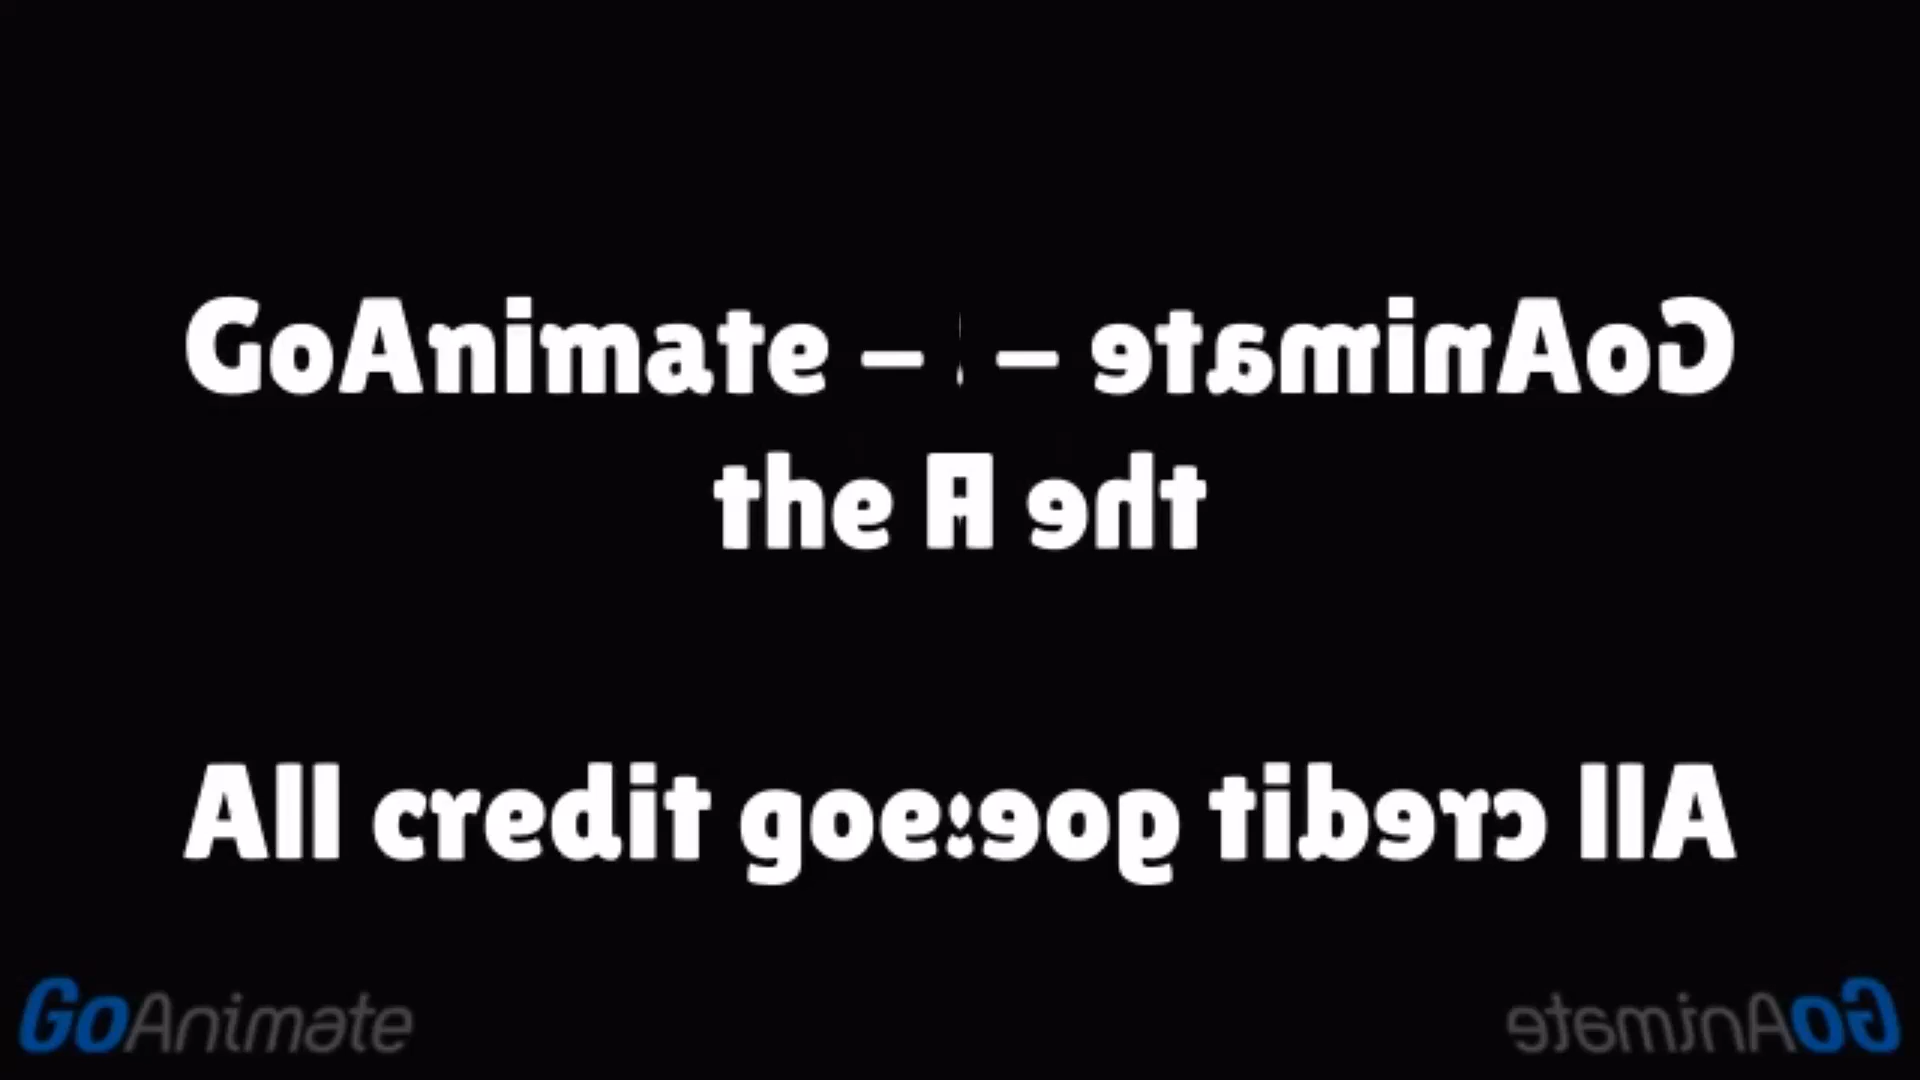 GoAnimate – – GoAnimate
the A the
All credit goe goe credit All
GoAnimate GoAnimate